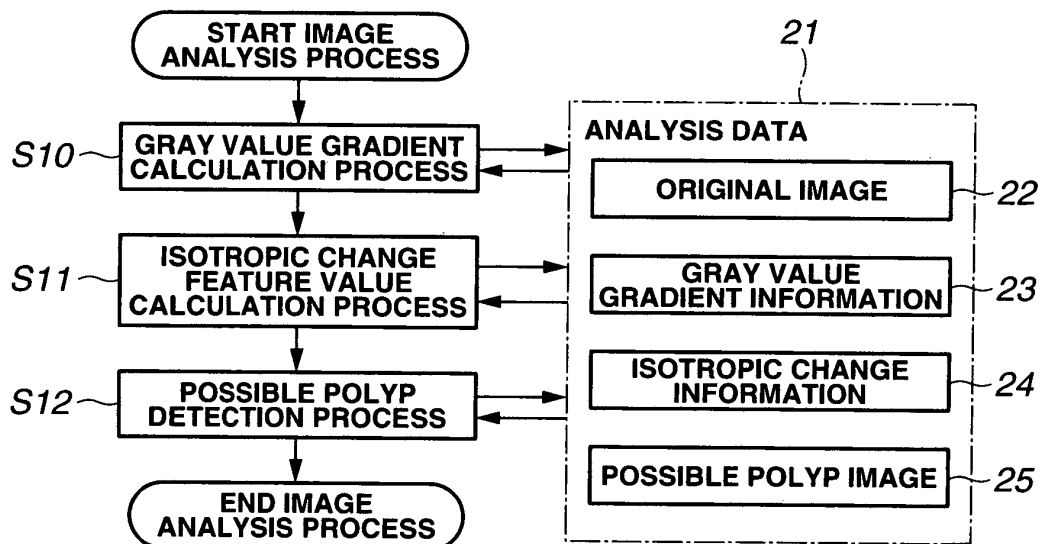 START IMAGE
ANALYSIS PROCESS
S10
GRAY VALUE GRADIENT
CALCULATION PROCESS
S11
ISOTROPIC CHANGE
FEATURE VALUE
CALCULATION PROCESS
S12
POSSIBLE POLYP
DETECTION PROCESS
END IMAGE
ANALYSIS PROCESS
21
ANALYSIS DATA
ORIGINAL IMAGE
22
GRAY VALUE
GRADIENT INFORMATION
23
ISOTROPIC CHANGE
INFORMATION
24
POSSIBLE POLYP IMAGE
25